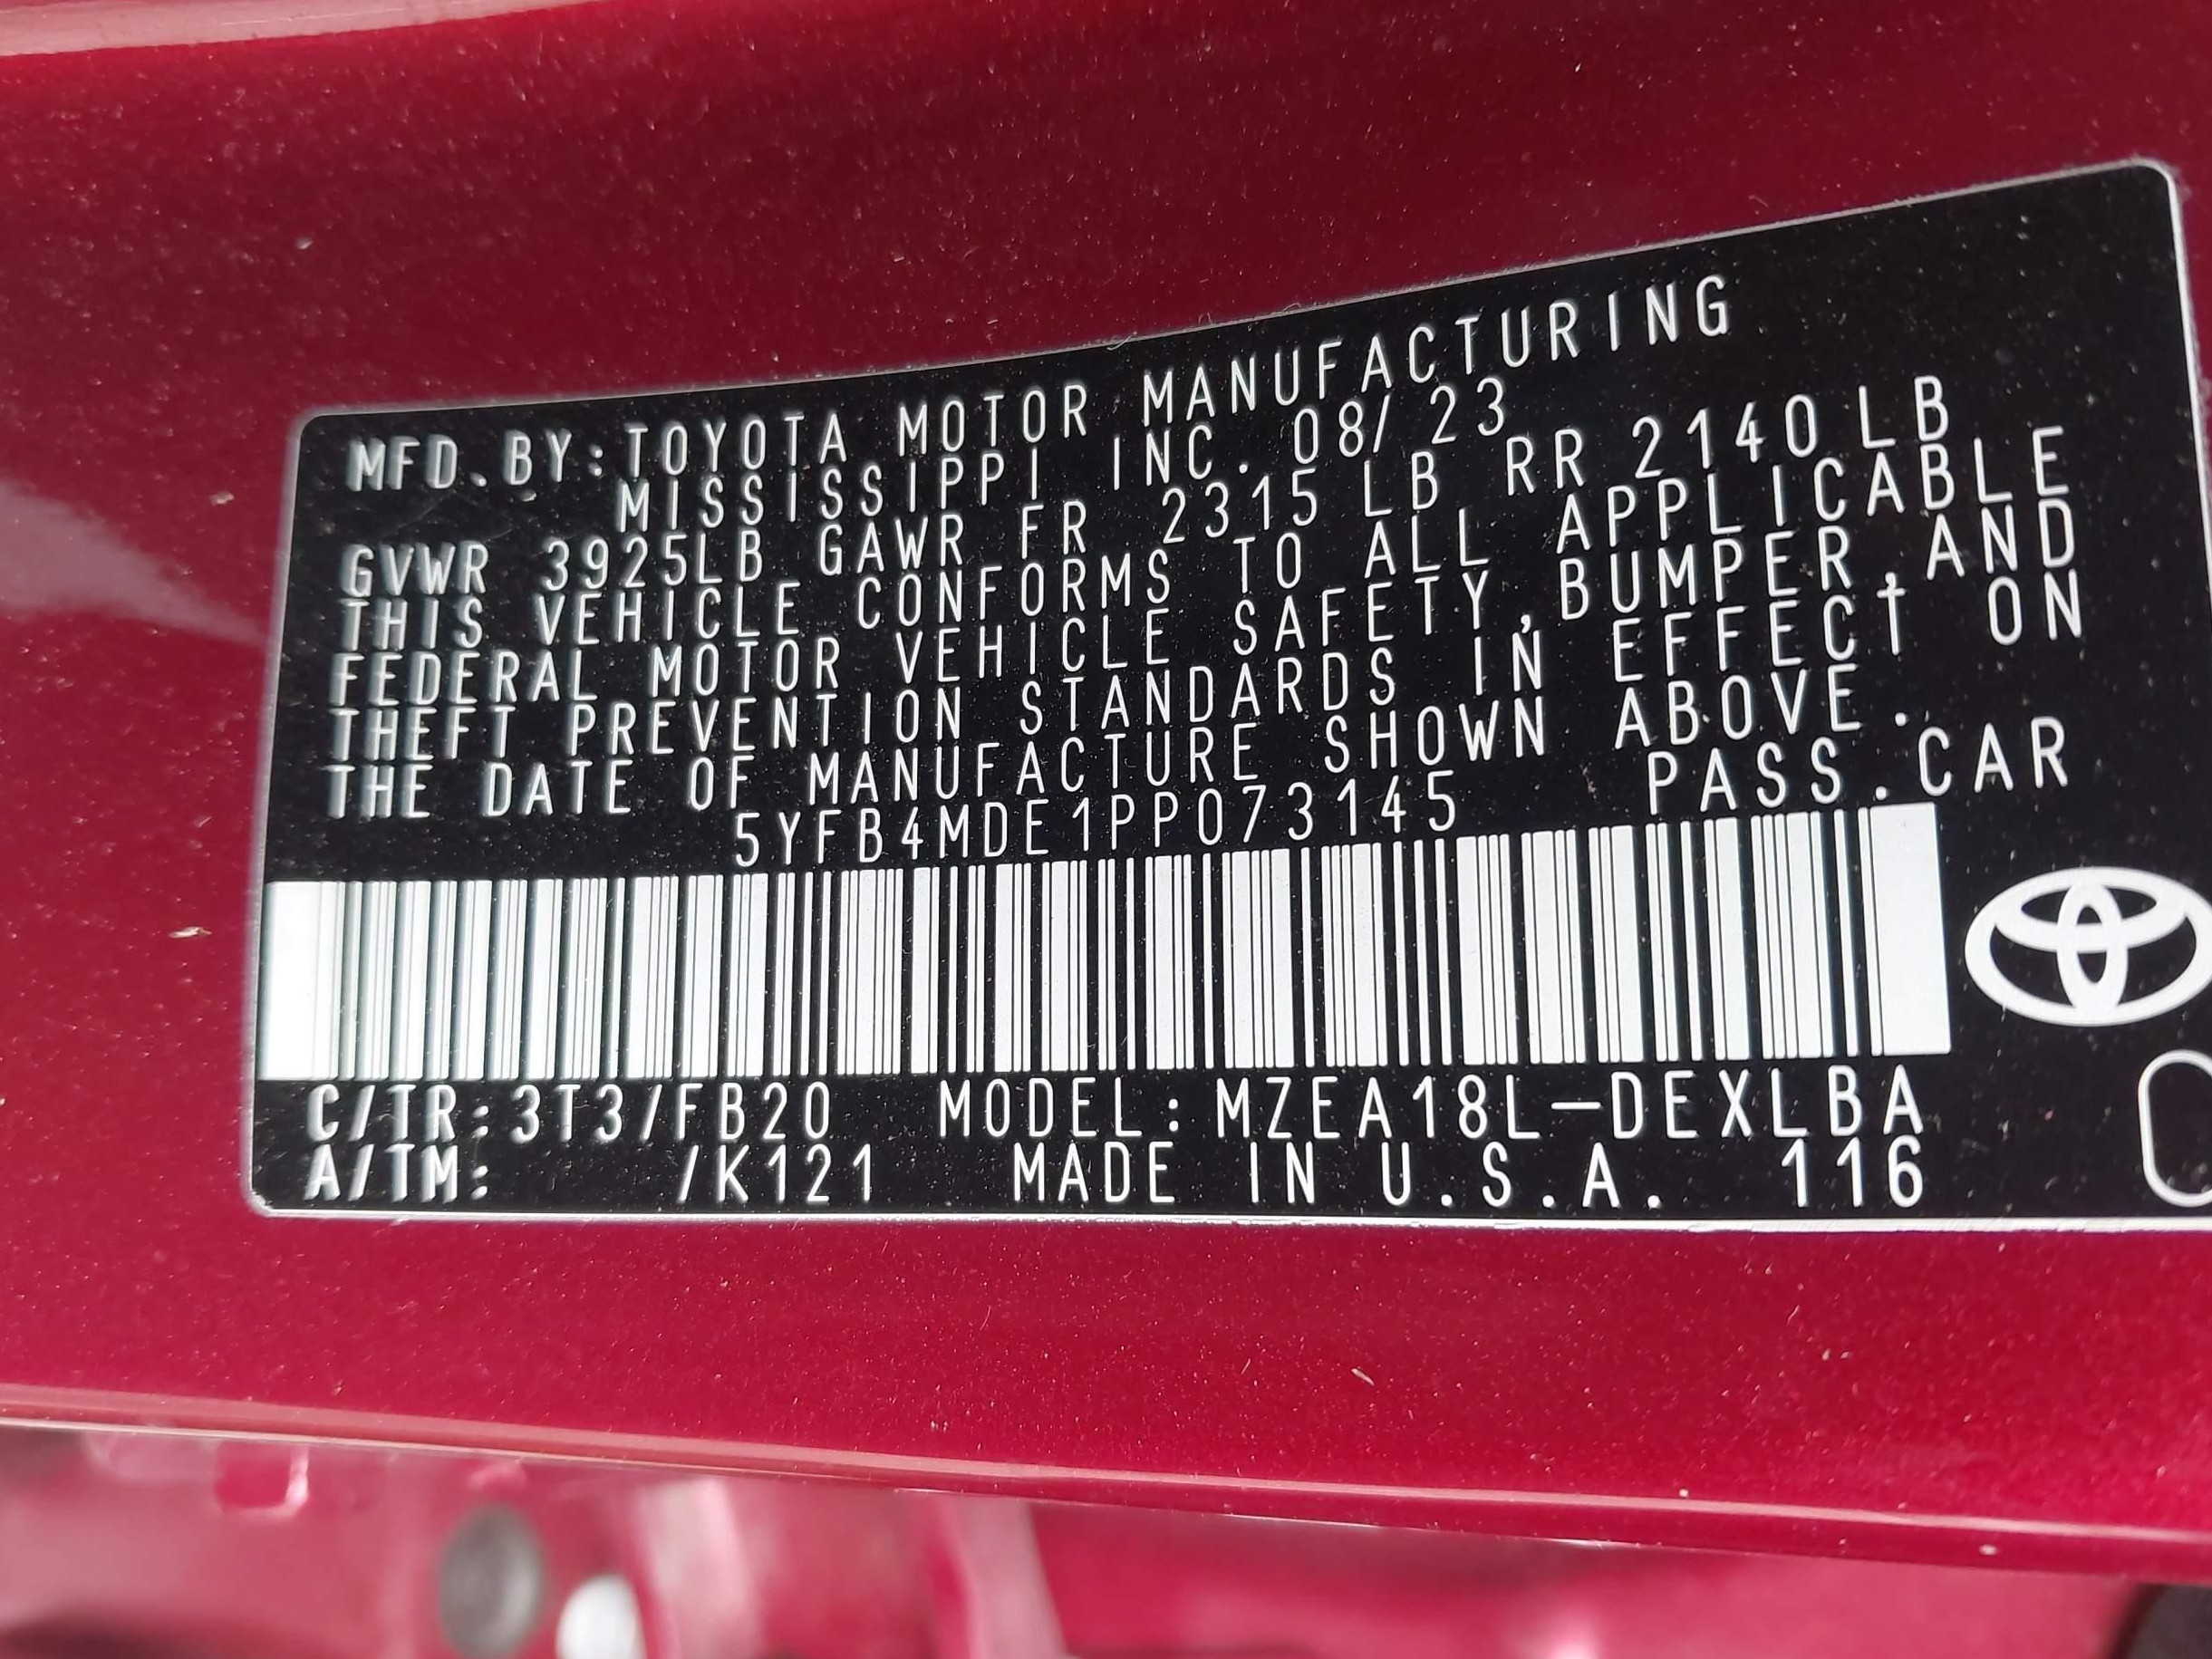 MFD.BY:TOYOTA MOTOR MANUFACTURING
MISSISSIPPI INC. 08/23
GVWR 3925LB GAWR FR 2315 LB RR 2140LB
THIS VEHICLE CONFORMS TO ALL APPLICABLE
FEDERAL MOTOR VEHICLE SAFETY,BUMPER,AND
THEFT PREVENTION STANDARDS IN EFFECT ON
THE DATE OF MANUFACTURE SHOWN ABOVE.
5YFB4MDE1PP073145 PASS.CAR
C/TR:3T3/FB20 MODEL:MZEA18L-DEXLBA
A/TM: /K121 MADE IN U.S.A. 116